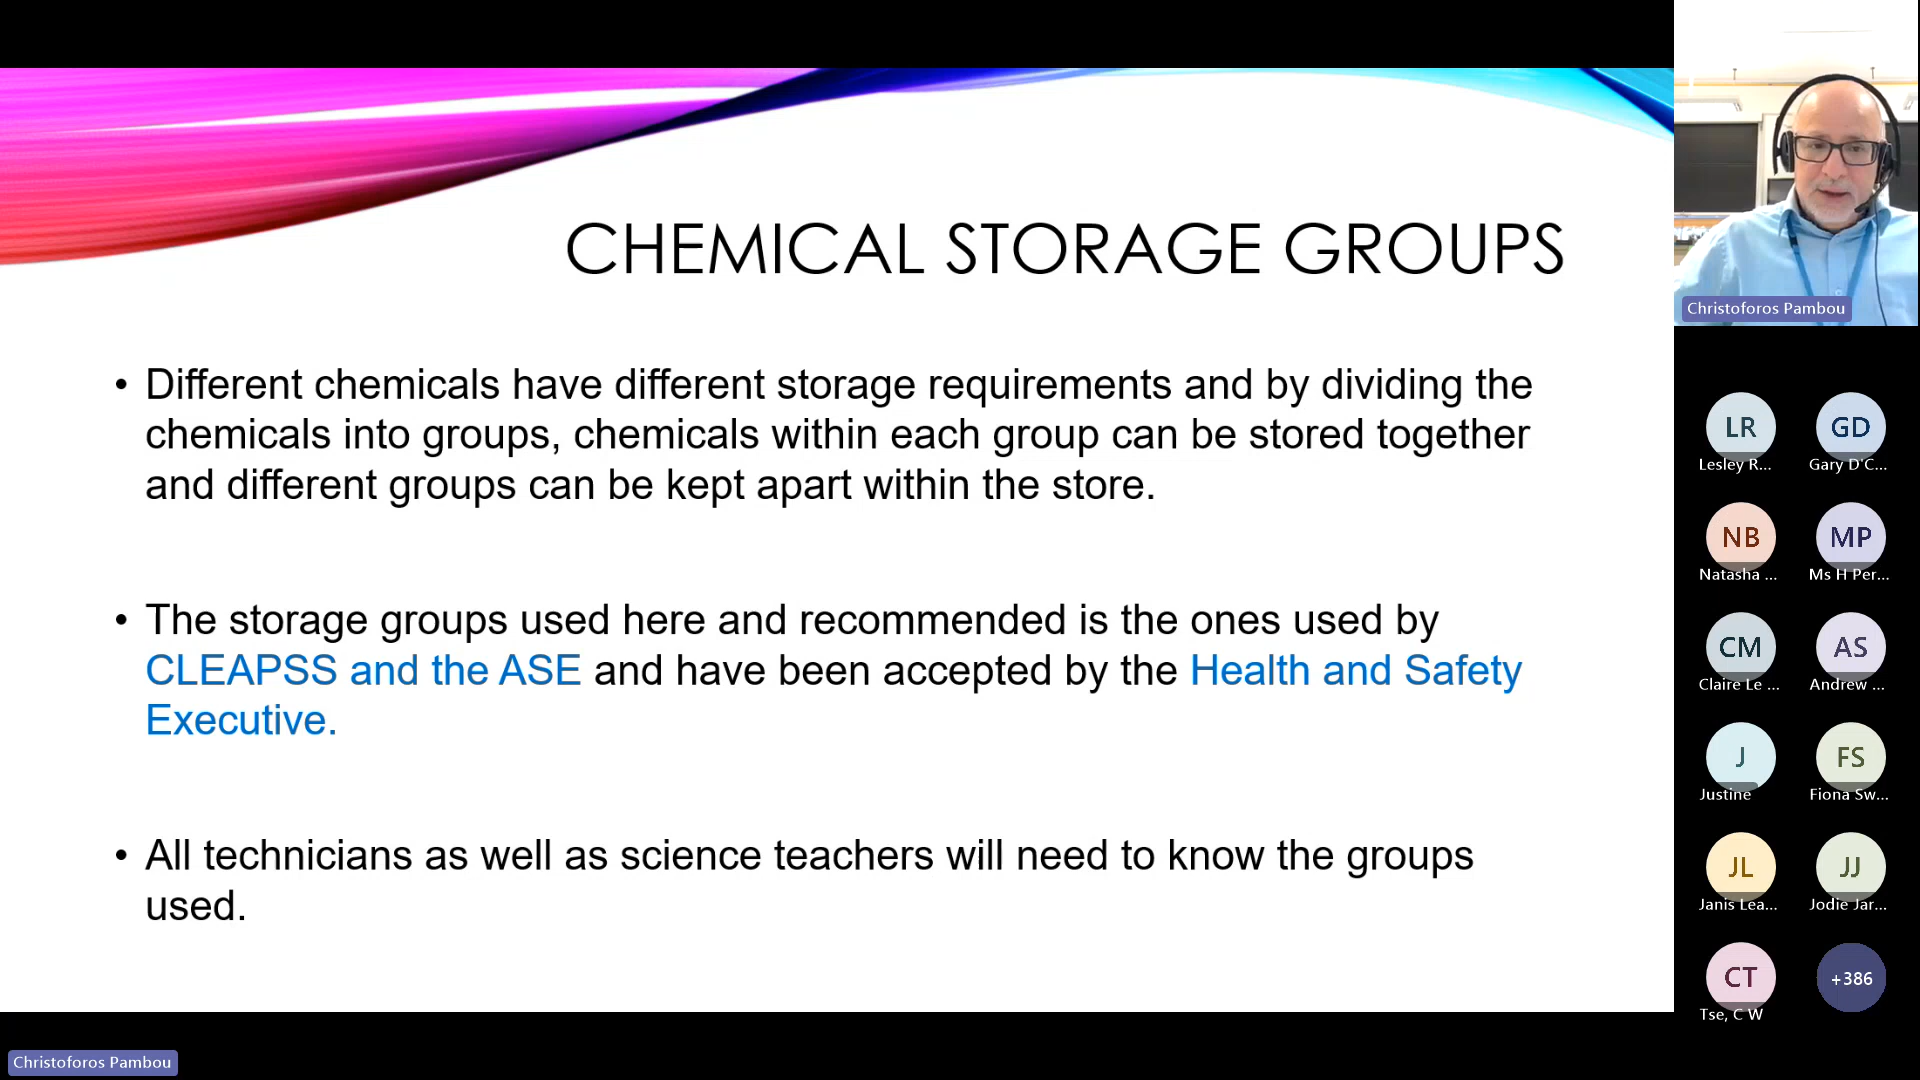 CHEMICAL STORAGE GROUPS
• Different chemicals have different storage requirements and by dividing the
chemicals into groups, chemicals within each group can be stored together
and different groups can be kept apart within the store.
• The storage groups used here and recommended is the ones used by
CLEAPSS and the ASE and have been accepted by the Health and Safety
Executive.
• All technicians as well as science teachers will need to know the groups
used.
Christoforos Pambou
LR
Lesley R...
GD
Gary D'C...
NB
Natasha ...
MP
Ms H Per...
CM
Claire Le ...
AS
Andrew ...
J
Justine
FS
Fiona Sw...
JL
Janis Lea...
JJ
Jodie Jar...
CT
Tse, C W
+386
Christoforos Pambou